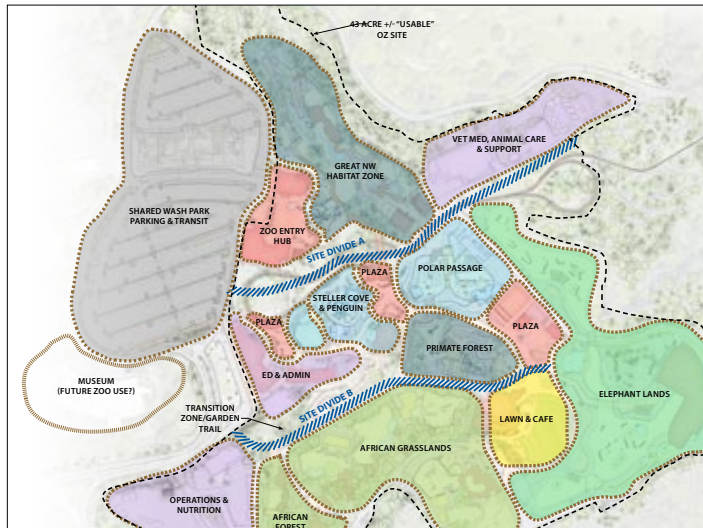 43 ACRE +/- "USABLE"
OZ SITE
VET MED, ANIMAL CARE
& SUPPORT
GREAT NW
HABITAT ZONE
SHARED WASH PARK
PARKING & TRANSIT
ZOO ENTRY
HUB
SITE DIVIDE A
PLAZA
POLAR PASSAGE
STELLER COVE
& PENGUIN
PLAZA
PLAZA
PRIMATE FOREST
ED & ADMIN
MUSEUM
(FUTURE ZOO USE?)
ELEPHANT LANDS
TRANSITION
ZONE/GARDEN
TRAIL
SITE DIVIDE B
LAWN & CAFE
AFRICAN GRASSLANDS
OPERATIONS &
NUTRITION
AFRICAN
FOREST